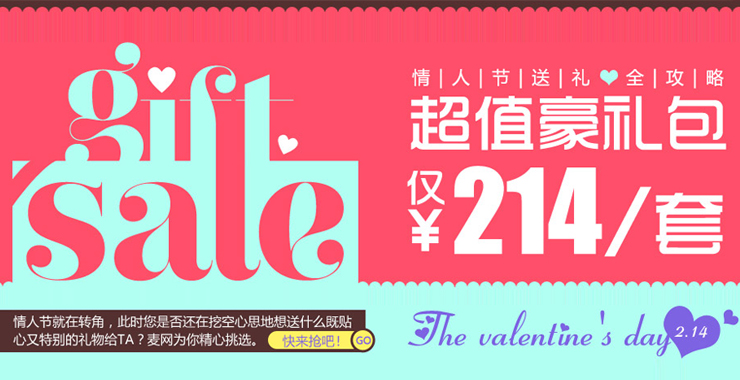 gift
sale
情|人|节|送|礼|全|攻|略
超值豪礼包
仅¥214/套
情人节就在转角，此时您是否还在挖空心思地想送什么既贴
心又特别的礼物给TA？麦网为你精心挑选。
快来抢吧！ GO
The valentine's day
2.14